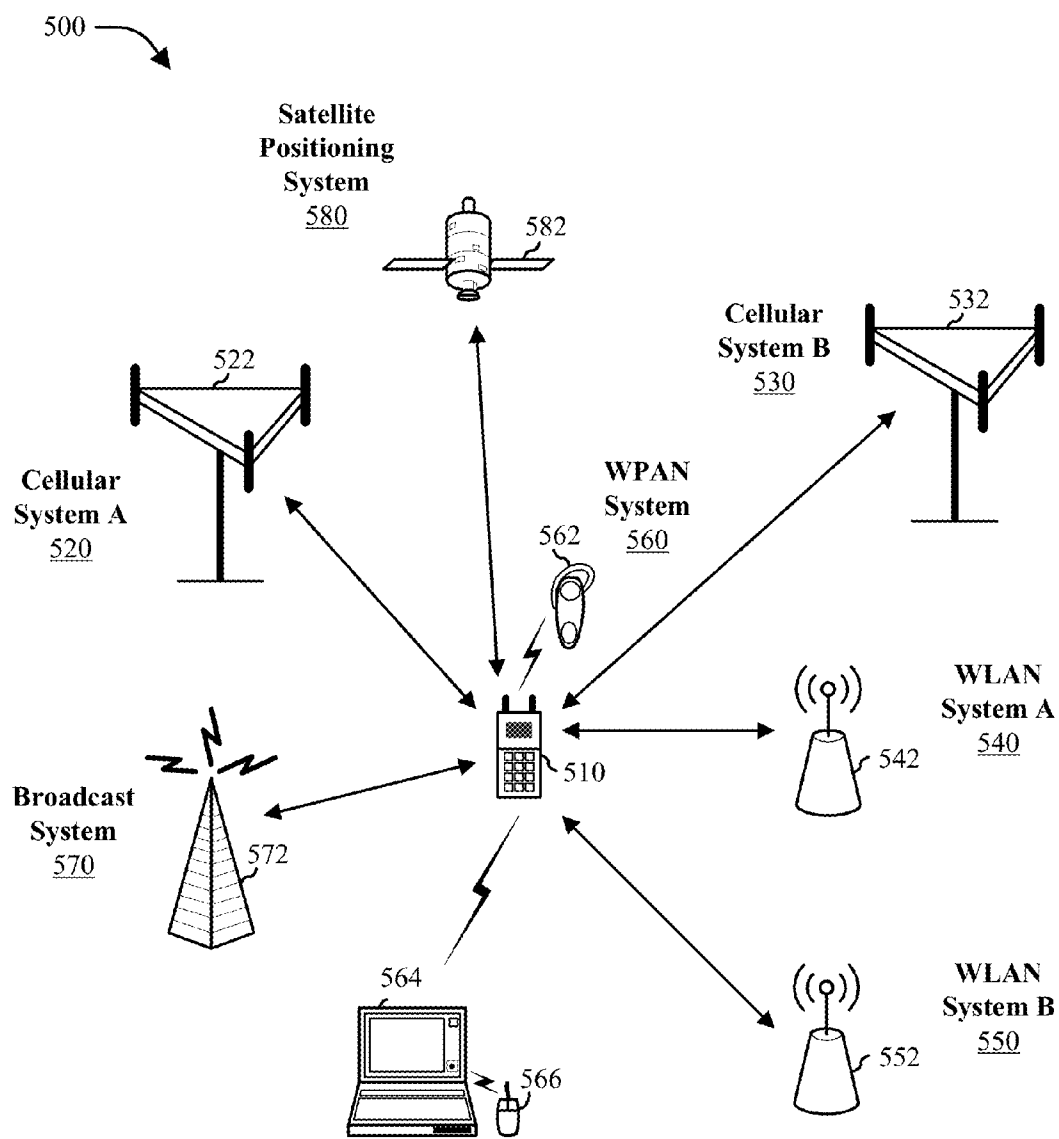 500
Satellite
Positioning
System
580
582
Cellular
System B
530
532
522
Cellular
System A
520
WPAN
System
560
562
WLAN
System A
540
542
510
Broadcast
System
570
572
564
566
WLAN
System B
550
552